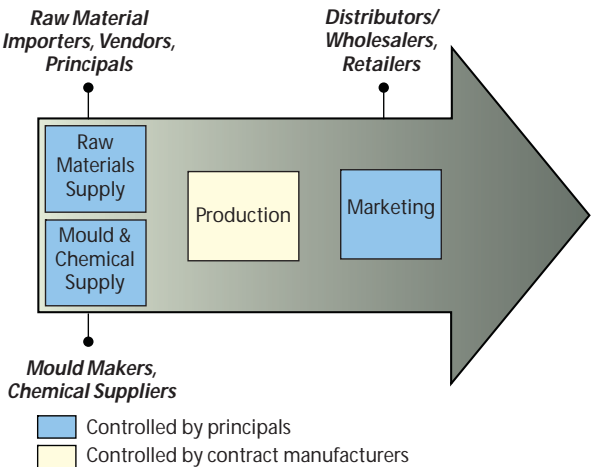 Raw Material
Importers, Vendors,
Principals
Distributors/
Wholesalers,
Retailers
Raw
Materials
Supply
Mould &
Chemical
Supply
Production
Marketing
Mould Makers,
Chemical Suppliers
Controlled by principals
Controlled by contract manufacturers